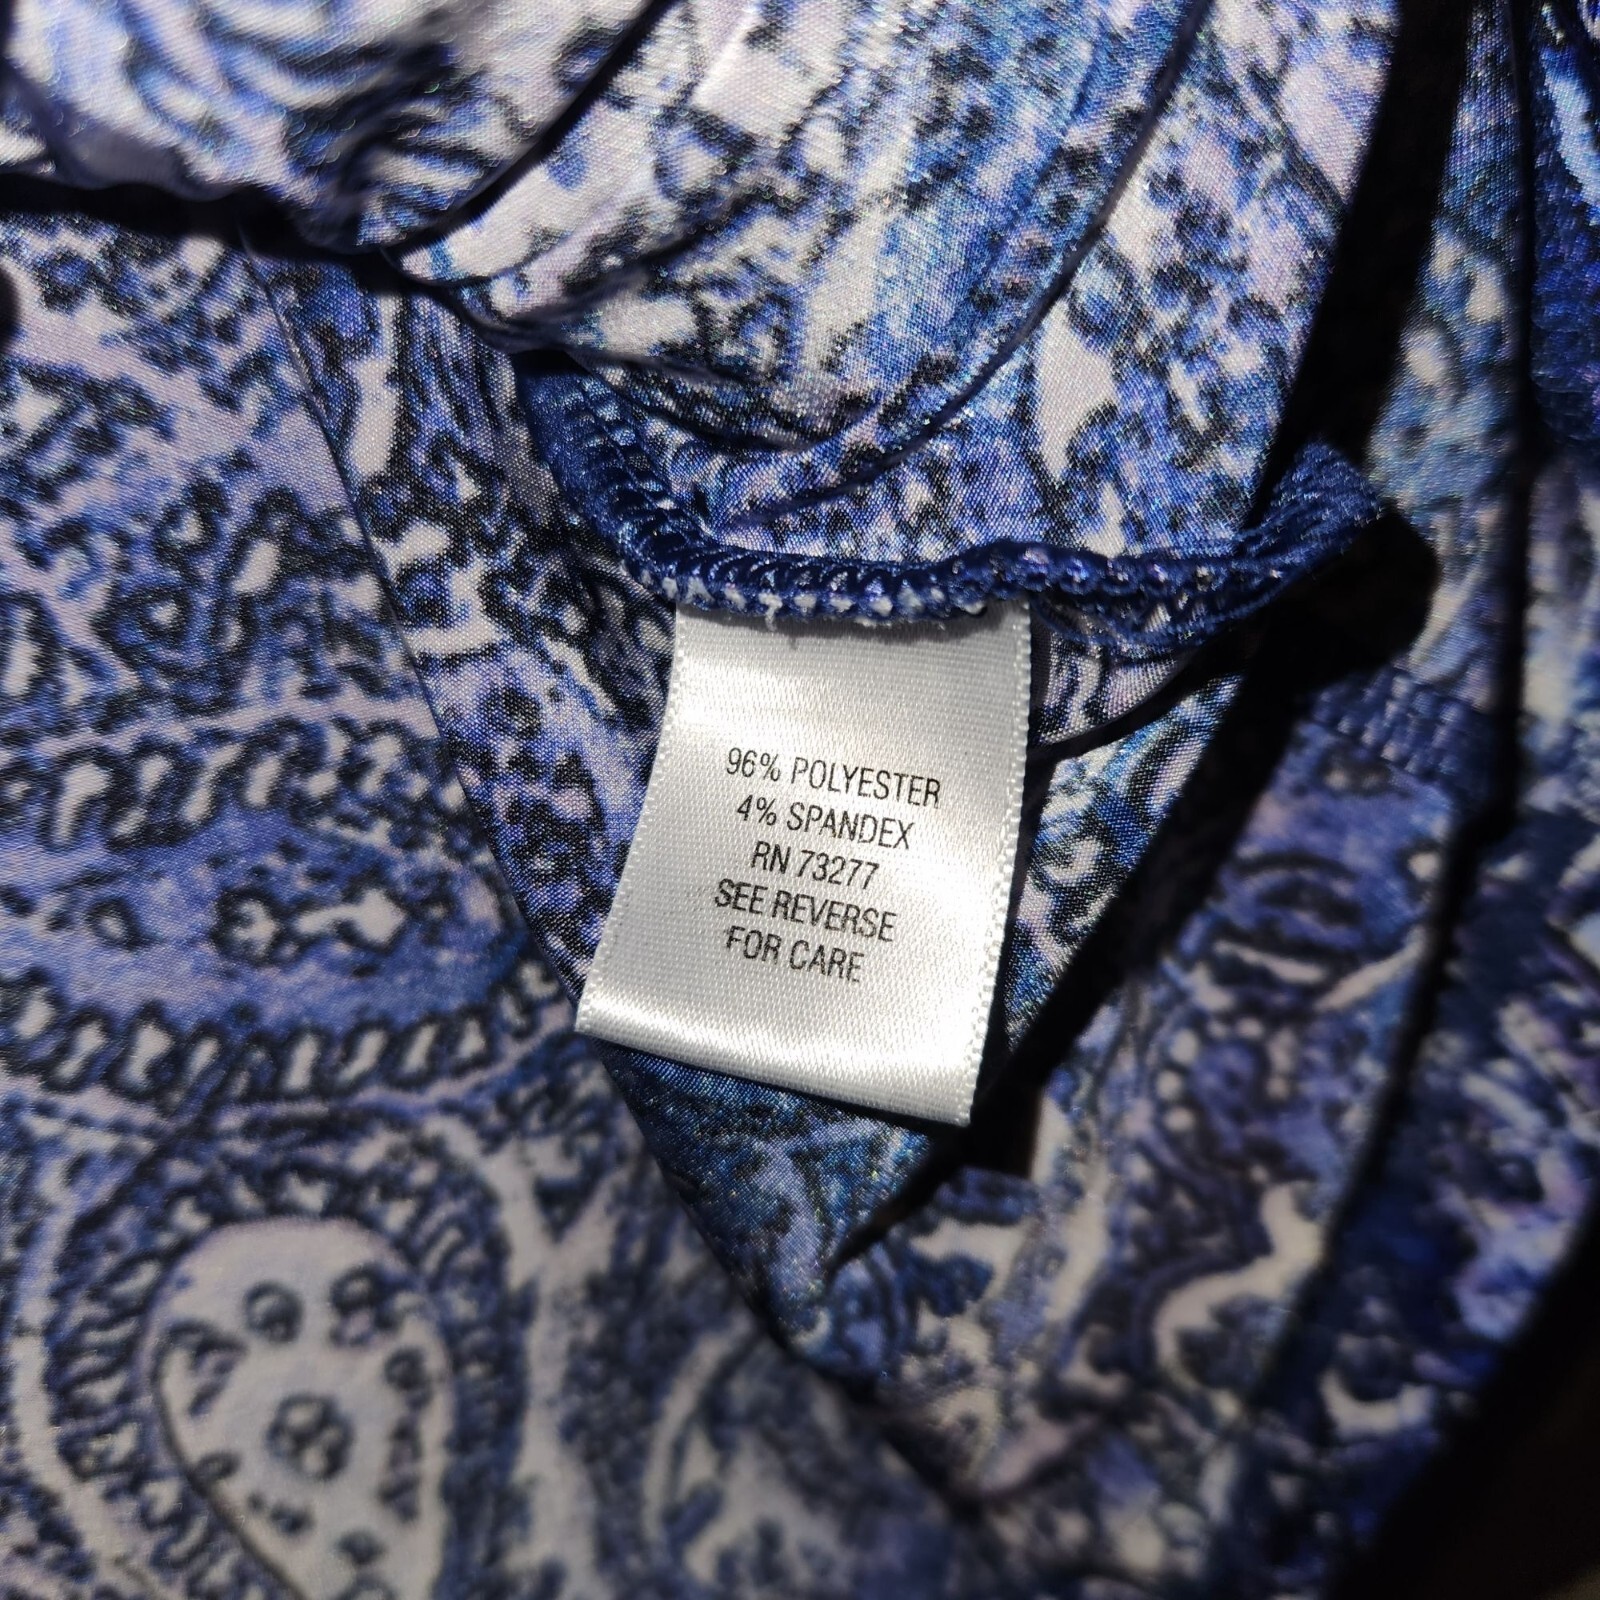 96% POLYESTER
4% SPANDEX
RN 73277
SEE REVERSE
FOR CARE